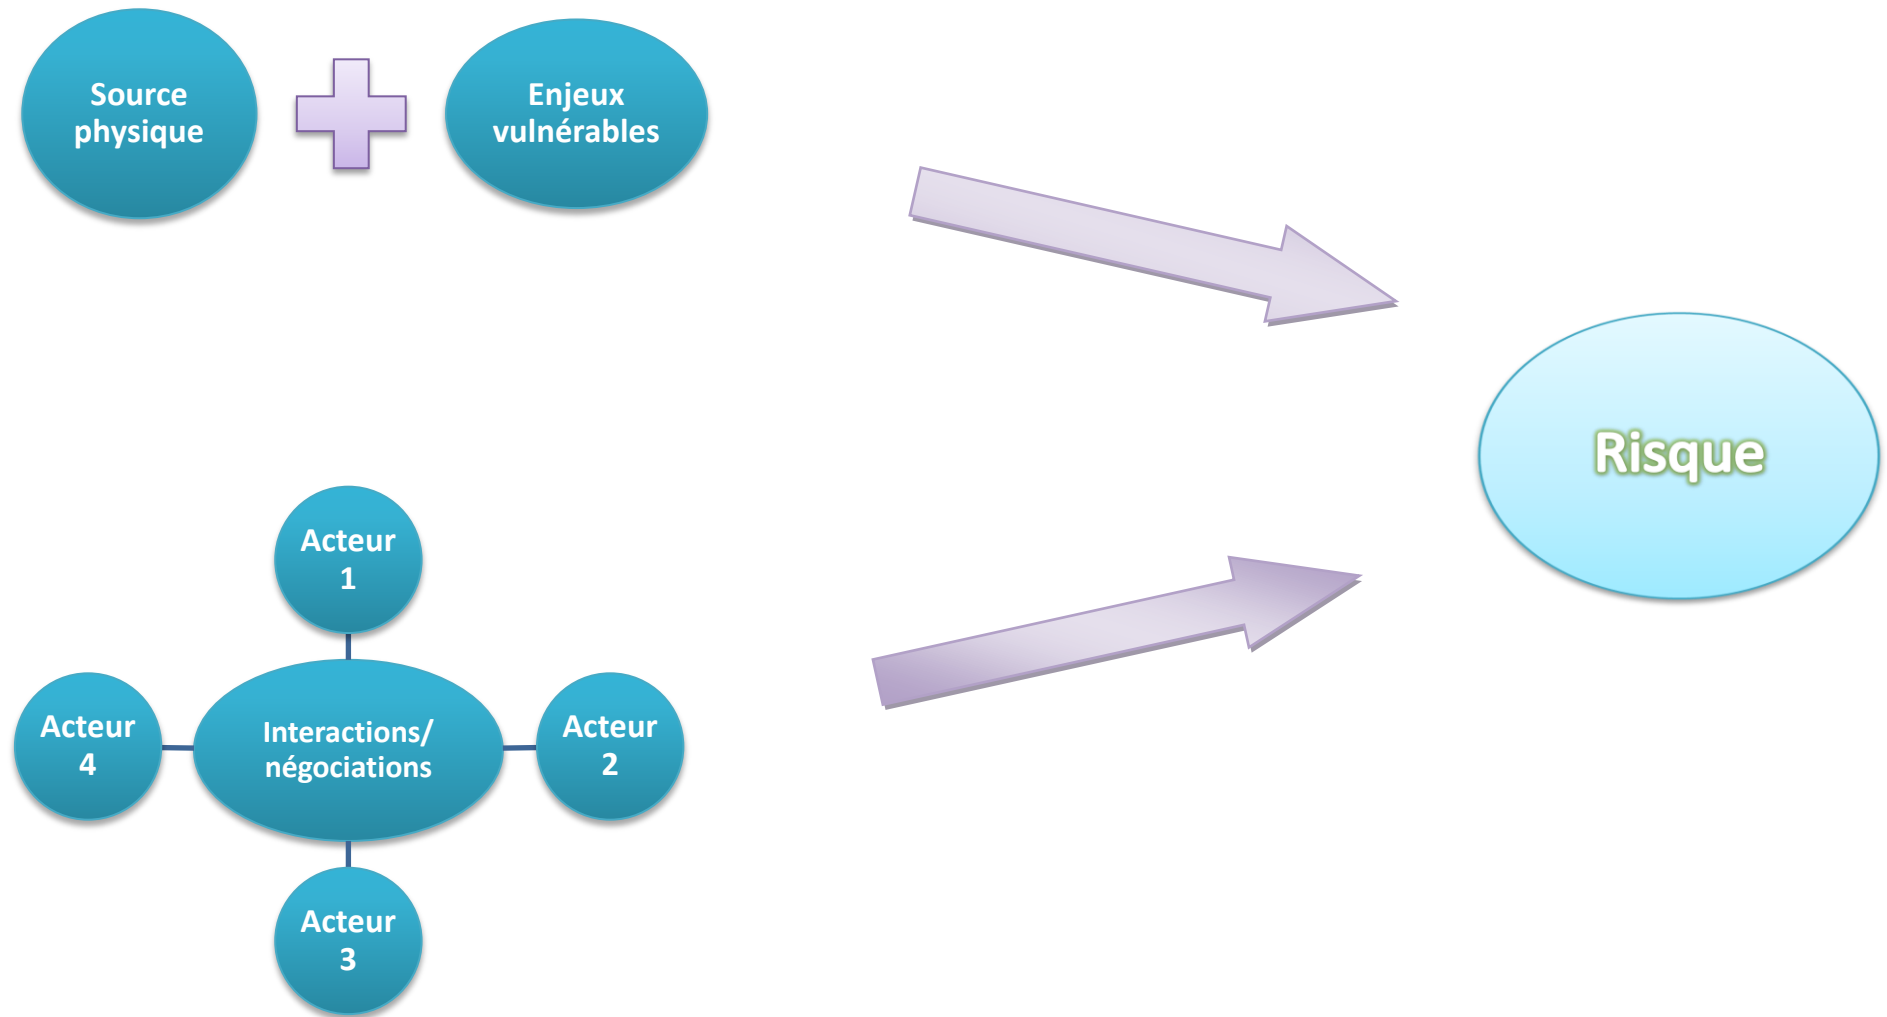 Source
physique
Enjeux
vulnérables
Risque
Acteur
1
Acteur
4
Interactions/
négociations
Acteur
2
Acteur
3